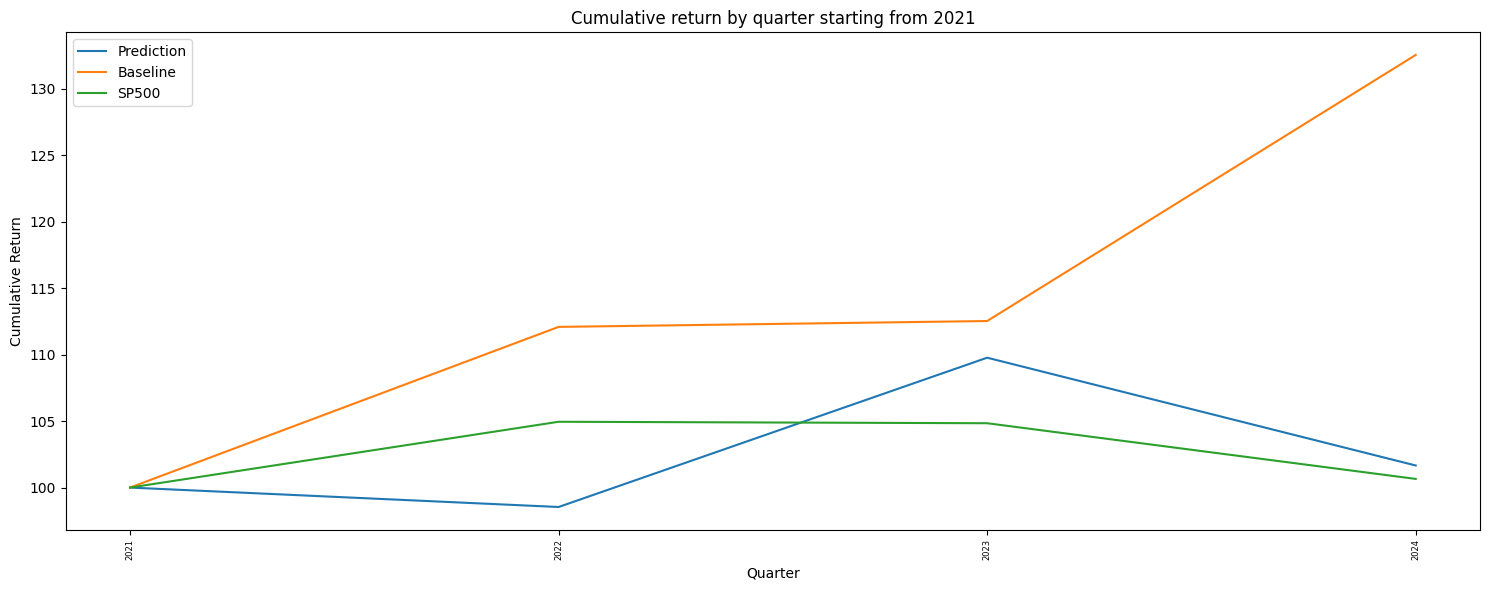 Cumulative return by quarter starting from 2021
Prediction
Baseline
SP500
Cumulative Return
130
125
120
115
110
105
100
2021
2022
2023
2024
Quarter